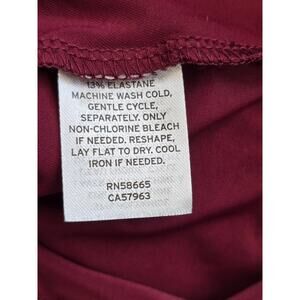 13% ELASTANE
MACHINE WASH COLD,
GENTLE CYCLE,
SEPARATELY. ONLY
NON-CHLORINE BLEACH
IF NEEDED. RESHAPE,
LAY FLAT TO DRY. COOL
IRON IF NEEDED.
RN58665
CA57963